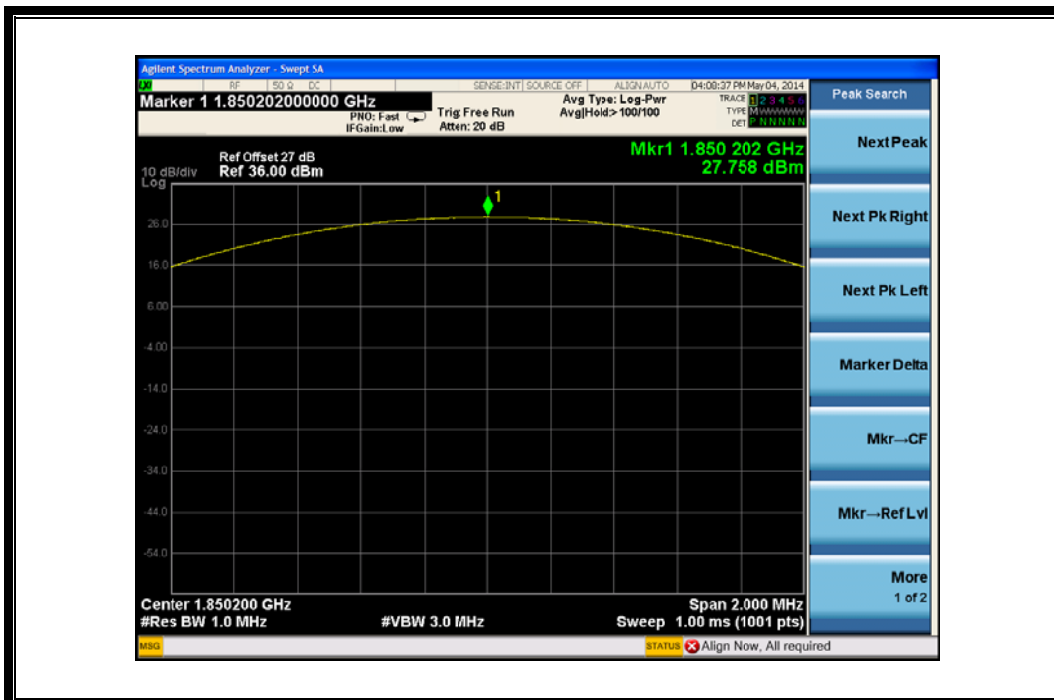 Agilent Spectrum Analyzer - Swept SA
RF 50 Ω DC SENSE:INT SOURCE OFF ALIGN AUTO 04:08:37 PM May 04, 2014
Marker 1 1.850202000000 GHz
PNO: Fast
IFGain:Low
Trig Free Run
Atten: 20 dB
Avg Type: Log-Pwr
Avg|Hold:> 100/100
TRACE 1 2 3 4 5 6
TYPE M WWWWW
DET P N N N N N
Peak Search
Next Peak
Next Pk Right
Next Pk Left
Marker Delta
Mkr→CF
Mkr→Ref Lvl
More
1 of 2
Mkr1 1.850 202 GHz
27.758 dBm
Ref Offset 27 dB
10 dB/div Ref 36.00 dBm
Log
1
26.0
16.0
6.00
-4.00
-14.0
-24.0
-34.0
-44.0
-54.0
Center 1.850200 GHz Span 2.000 MHz
#Res BW 1.0 MHz #VBW 3.0 MHz Sweep 1.00 ms (1001 pts)
MSG STATUS Align Now, All required